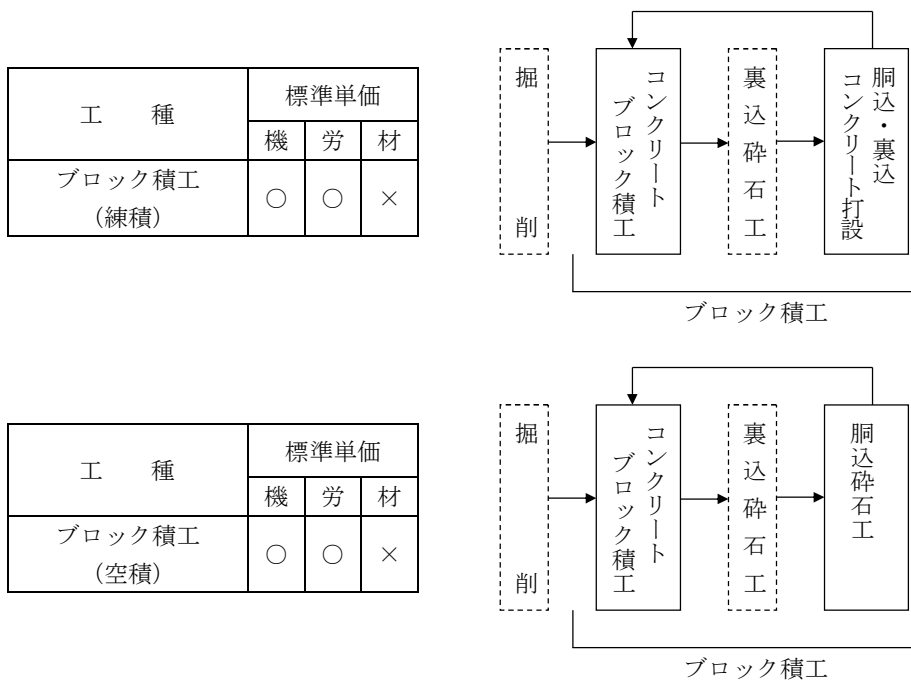 工　種
標準単価
機 労 材
ブロック積工
(練積)
○ ○ ×
掘削
コンクリート
ブロック積工
裏込砕石工
胴込・裏込
コンクリート打設
ブロック積工
工　種
標準単価
機 労 材
ブロック積工
(空積)
○ ○ ×
掘削
コンクリート
ブロック積工
裏込砕石工
胴込砕石工
ブロック積工